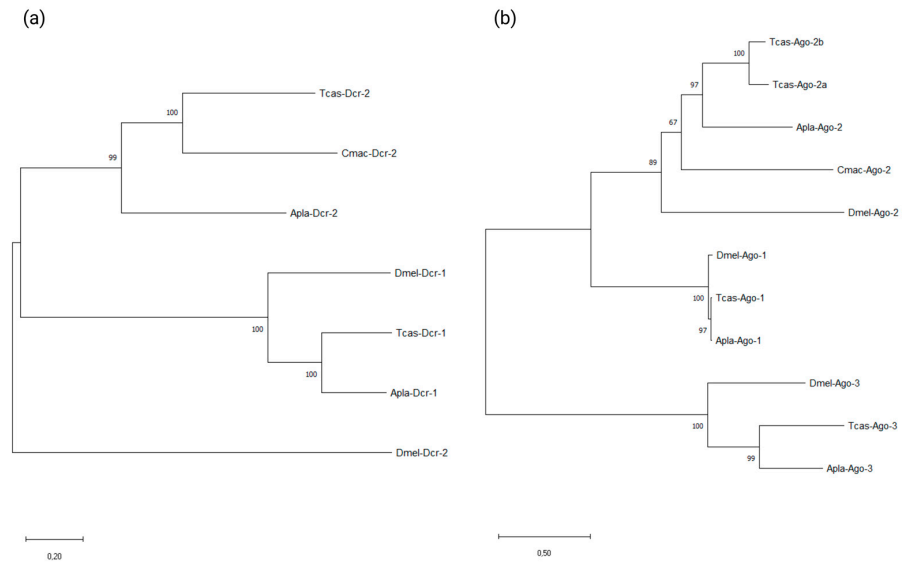 (a)
Tcas-Dcr-2
100
Cmac-Dcr-2
99
Apla-Dcr-2
Dmel-Dcr-1
100
Tcas-Dcr-1
100
Apla-Dcr-1
Dmel-Dcr-2
0,20
(b)
Tcas-Ago-2b
100
Tcas-Ago-2a
97
Apla-Ago-2
67
Cmac-Ago-2
89
Dmel-Ago-2
Dmel-Ago-1
100
Tcas-Ago-1
97
Apla-Ago-1
Dmel-Ago-3
100
Tcas-Ago-3
99
Apla-Ago-3
0,50